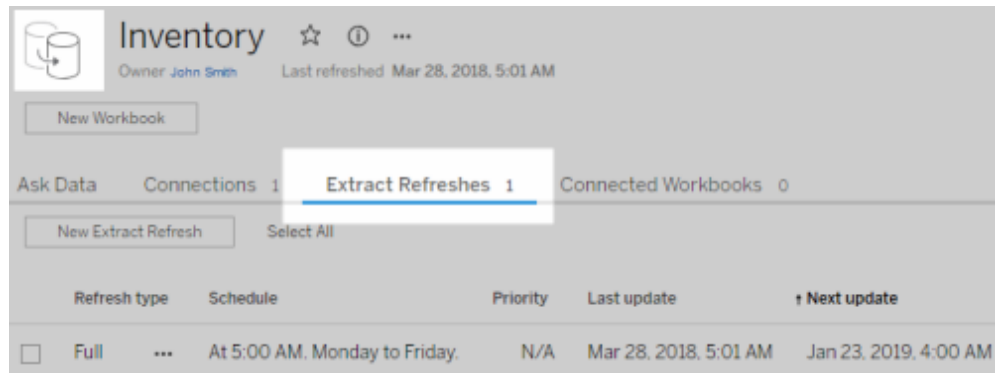 Inventory
Owner John Smith Last refreshed Mar 28, 2018, 5:01 AM
New Workbook
Ask Data Connections 1 Extract Refreshes 1 Connected Workbooks 0
New Extract Refresh Select All
Refresh type Schedule Priority Last update ↑ Next update
Full ... At 5:00 AM. Monday to Friday. N/A Mar 28, 2018, 5:01 AM Jan 23, 2019, 4:00 AM